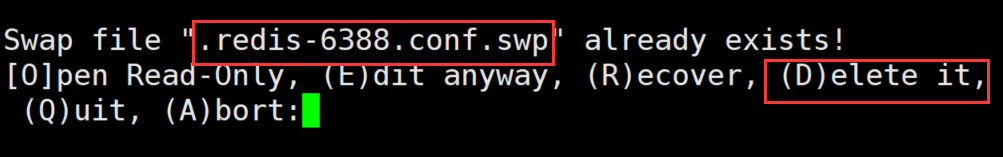 Swap file ".redis-6388.conf.swp" already exists!
[O]pen Read-Only, (E)dit anyway, (R)ecover, (D)elete it,
(Q)uit, (A)bort: